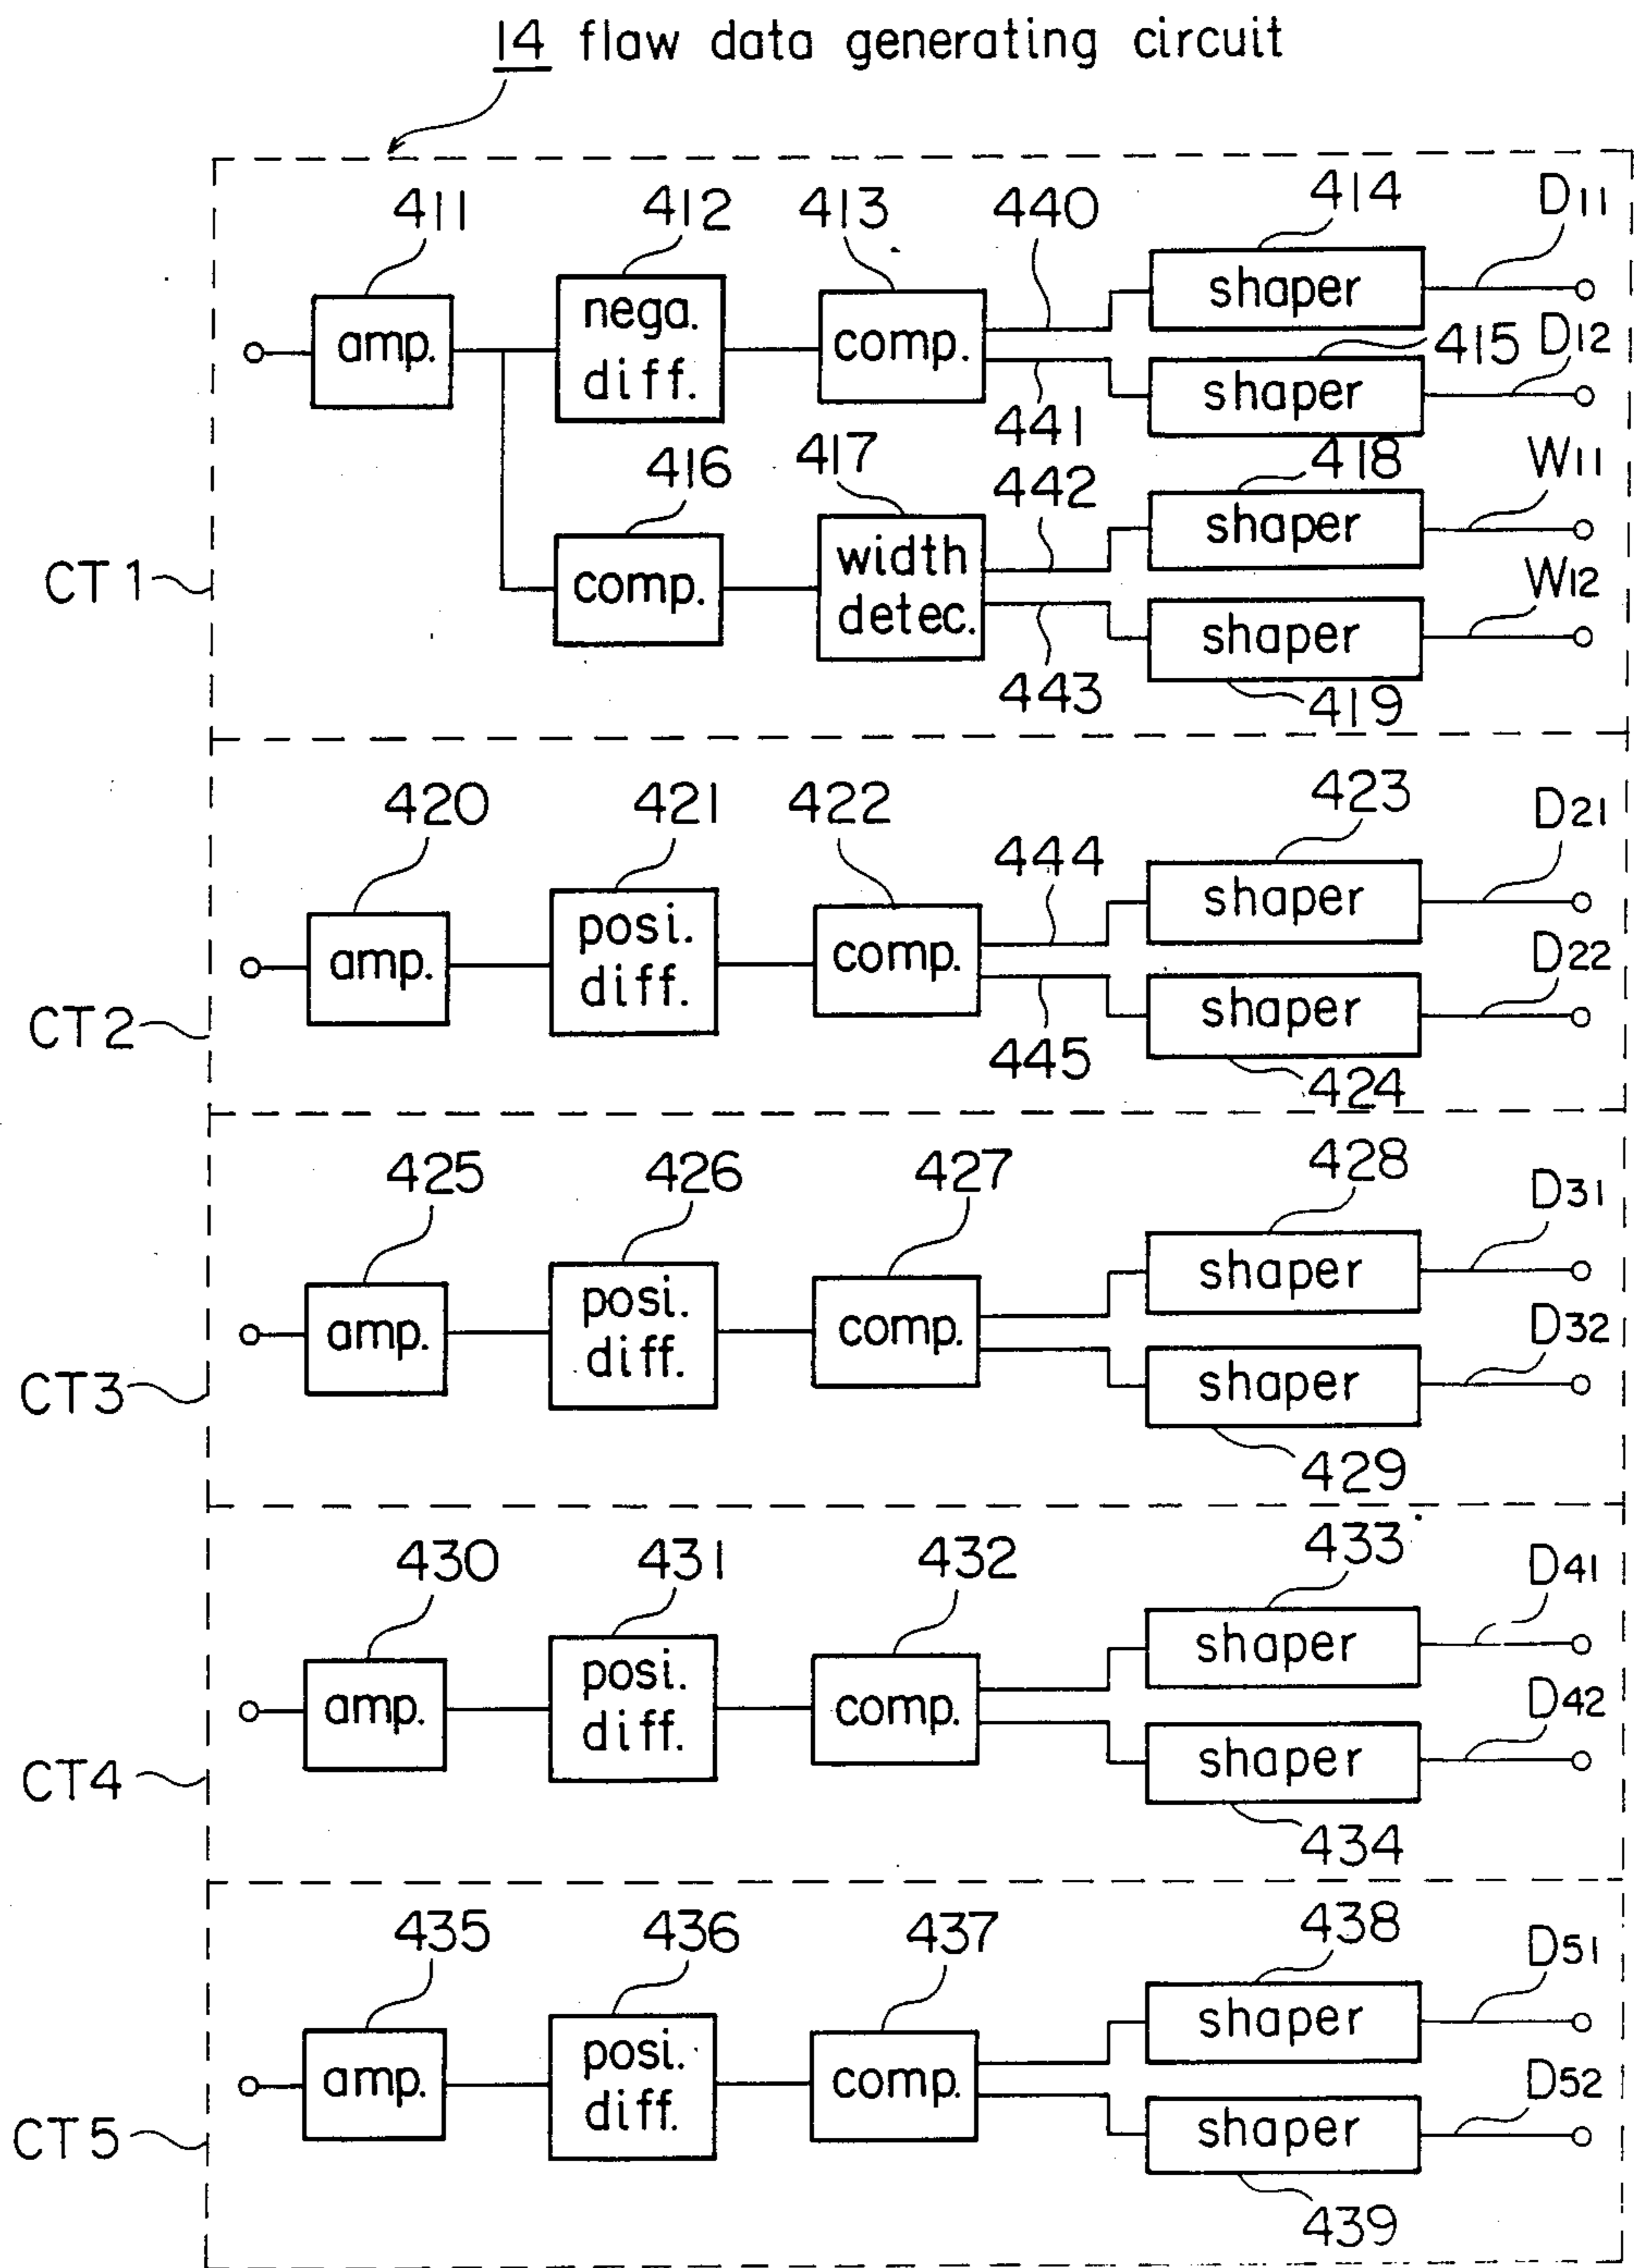 14 flaw data generating circuit
411 412 413 440 414 D11
amp. nega. diff. comp. shaper
441 415 D12
shaper
CT1
416 417 442 418 W11
comp. width detec. shaper
443 419 W12
shaper
CT2
420 421 422 444 423 D21
amp. posi. diff. comp. shaper
445 424 D22
shaper
CT3
425 426 427 428 D31
amp. posi. diff. comp. shaper
429 D32
shaper
CT4
430 431 432 433 D41
amp. posi. diff. comp. shaper
434 D42
shaper
CT5
435 436 437 438 D51
amp. posi. diff. comp. shaper
439 D52
shaper